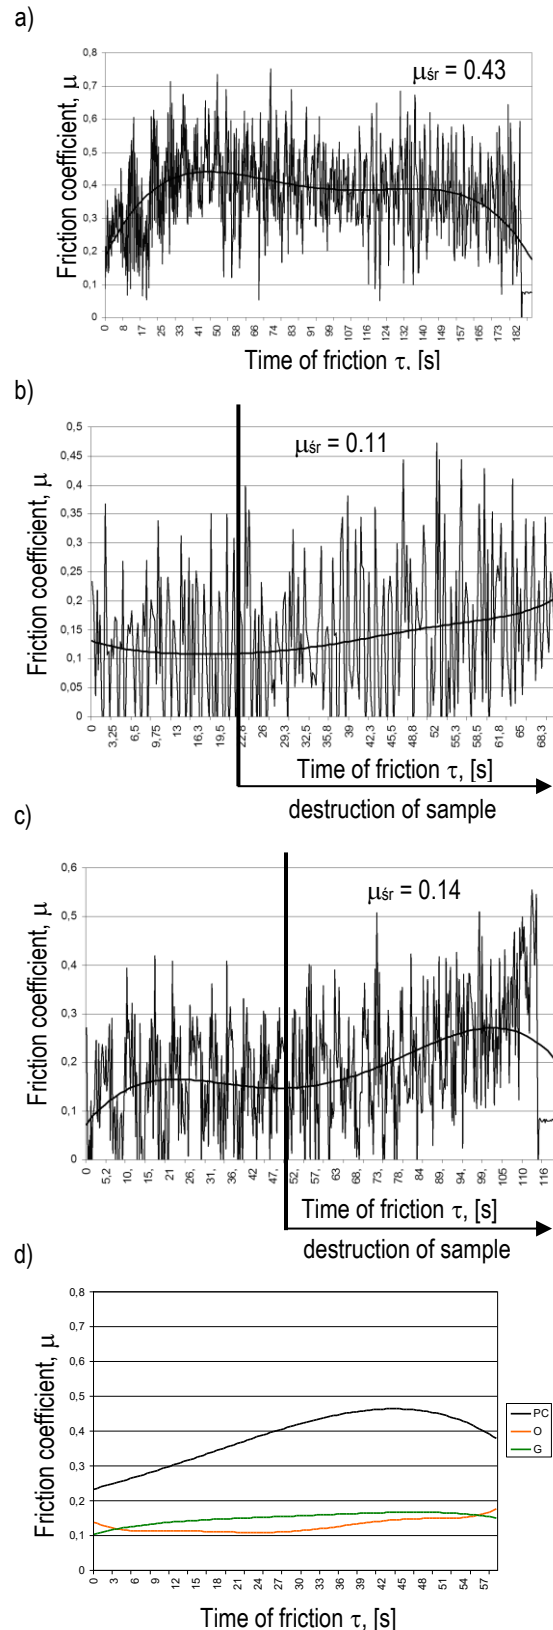 a)
Friction coefficient, μ
0,8
0,7
0,6
0,5
0,4
0,3
0,2
0,1
0
μśr = 0.43
0 8 17 25 33 41 50 58 66 74 83 91 99 107 116 124 132 140 149 157 165 173 182
Time of friction τ, [s]
b)
Friction coefficient, μ
0,5
0,45
0,4
0,35
0,3
0,25
0,2
0,15
0,1
0,05
0
μśr = 0.11
0 3,25 6,5 9,75 13 16,3 19,5 22,8 26 29,3 32,5 35,8 39 42,3 45,5 48,8 52 55,3 58,5 61,8 65 68,3
Time of friction τ, [s]
destruction of sample
c)
Friction coefficient, μ
0,6
0,5
0,4
0,3
0,2
0,1
0
μśr = 0.14
0 5,2 10, 15, 21 26, 31, 36, 42 47, 52, 57, 63 68, 73, 78, 84 89, 94, 99, 105 110 116
Time of friction τ, [s]
destruction of sample
d)
Friction coefficient, μ
0,8
0,7
0,6
0,5
0,4
0,3
0,2
0,1
0
PC
O
G
0 3 6 9 12 15 18 21 24 27 30 33 36 39 42 45 48 51 54 57
Time of friction τ, [s]